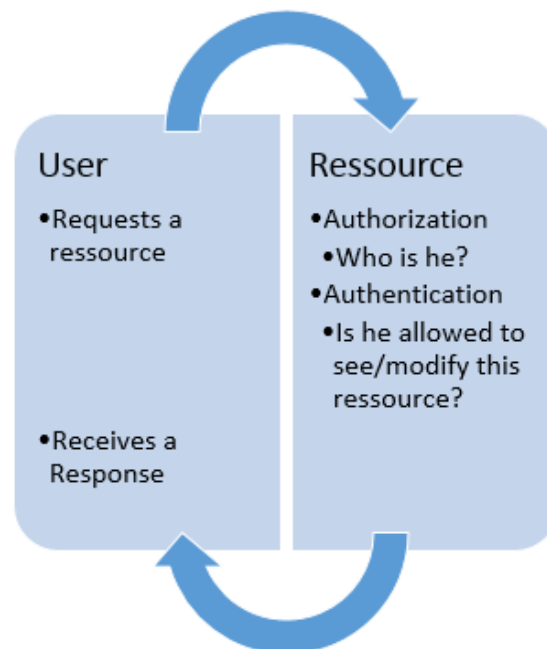 User
•Requests a
ressource
•Receives a
Response
Ressource
•Authorization
•Who is he?
•Authentication
•Is he allowed to
see/modify this
ressource?